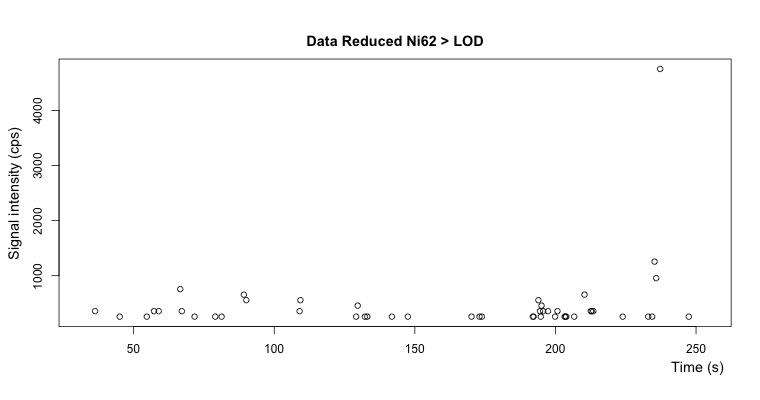 Data Reduced Ni62 > LOD
Signal intensity (cps)
4000
3000
2000
1000
50 100 150 200 250
Time (s)